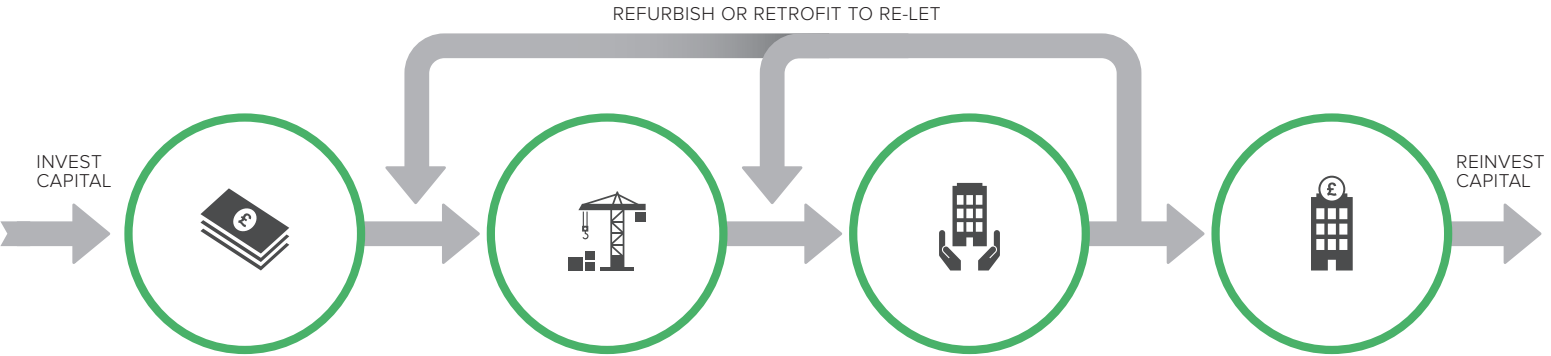 REFURBISH OR RETROFIT TO RE-LET
INVEST
CAPITAL
£
£
REINVEST
CAPITAL